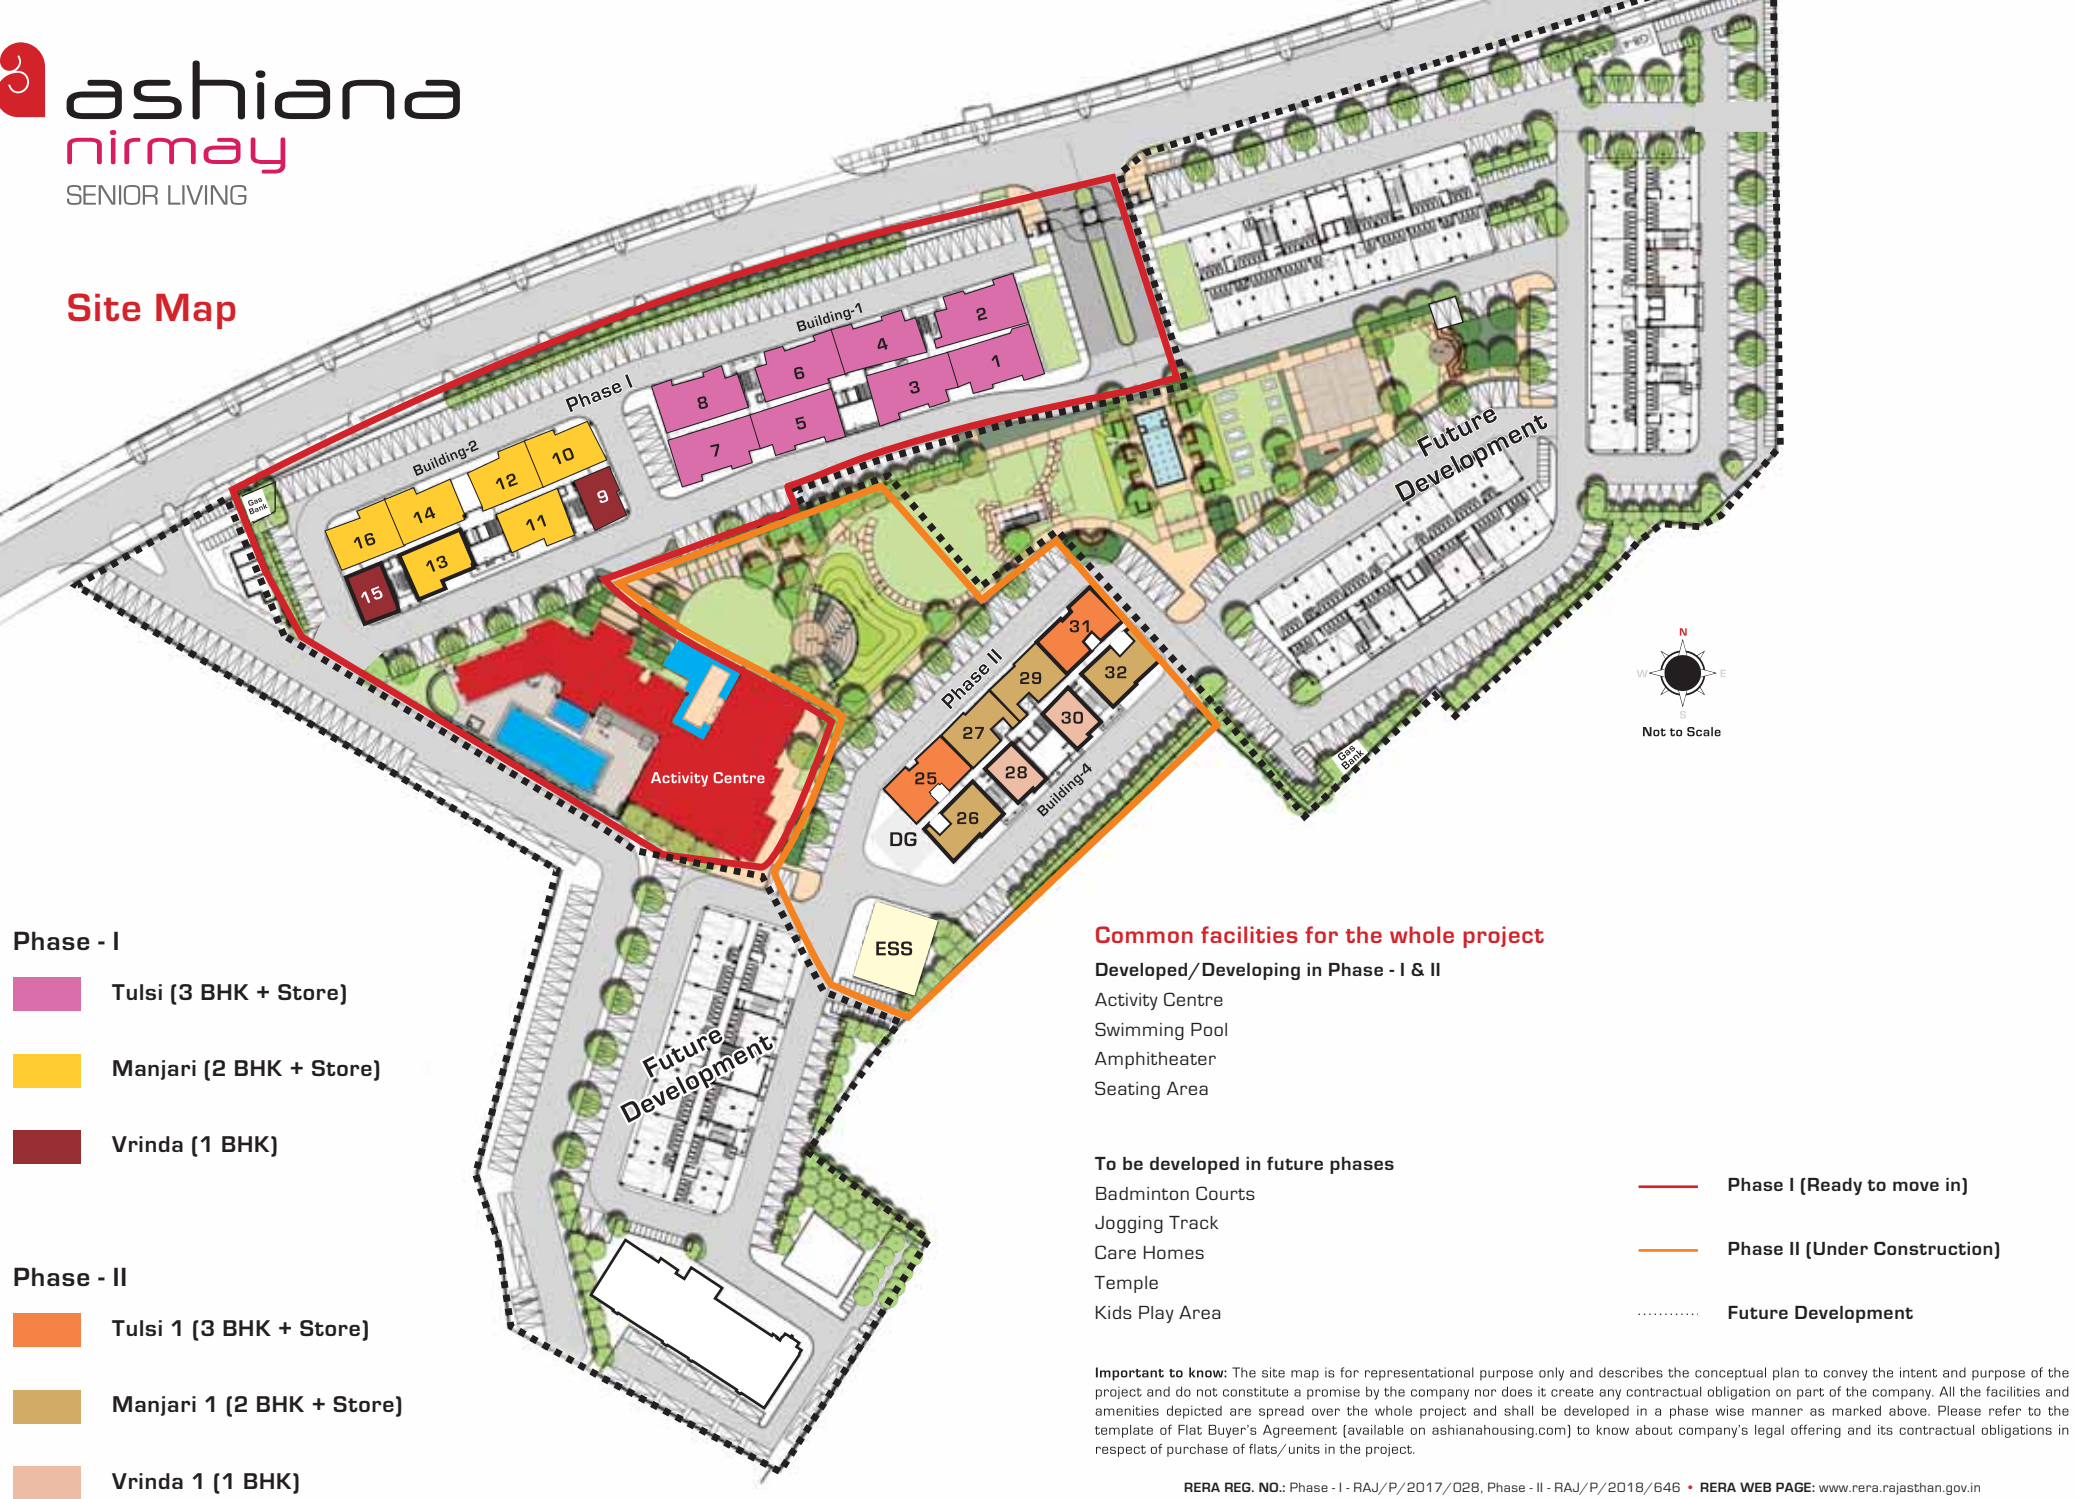 ashiana
nirmay
SENIOR LIVING
Site Map
Building-1
Phase I
2
4
6
8
1
3
5
7
Building-2
10
12
14
16
9
11
13
15
Gas
Bank
Future
Development
Phase II
31
29
27
25
32
30
28
26
Building-4
DG
ESS
Activity Centre
Gas
Bank
N
W
E
S
Not to Scale
Future
Development
Phase - I
Tulsi (3 BHK + Store)
Manjari (2 BHK + Store)
Vrinda (1 BHK)
Phase - II
Tulsi 1 (3 BHK + Store)
Manjari 1 (2 BHK + Store)
Vrinda 1 (1 BHK)
Common facilities for the whole project
Developed/Developing in Phase - I & II
Activity Centre
Swimming Pool
Amphitheater
Seating Area
To be developed in future phases
Badminton Courts
Jogging Track
Care Homes
Temple
Kids Play Area
Phase I (Ready to move in)
Phase II (Under Construction)
Future Development
Important to know: The site map is for representational purpose only and describes the conceptual plan to convey the intent and purpose of the
project and do not constitute a promise by the company nor does it create any contractual obligation on part of the company. All the facilities and
amenities depicted are spread over the whole project and shall be developed in a phase wise manner as marked above. Please refer to the
template of Flat Buyer's Agreement (available on ashianahousing.com) to know about company's legal offering and its contractual obligations in
respect of purchase of flats/units in the project.
RERA REG. NO.: Phase - I - RAJ/P/2017/028, Phase - II - RAJ/P/2018/646 • RERA WEB PAGE: www.rera.rajasthan.gov.in